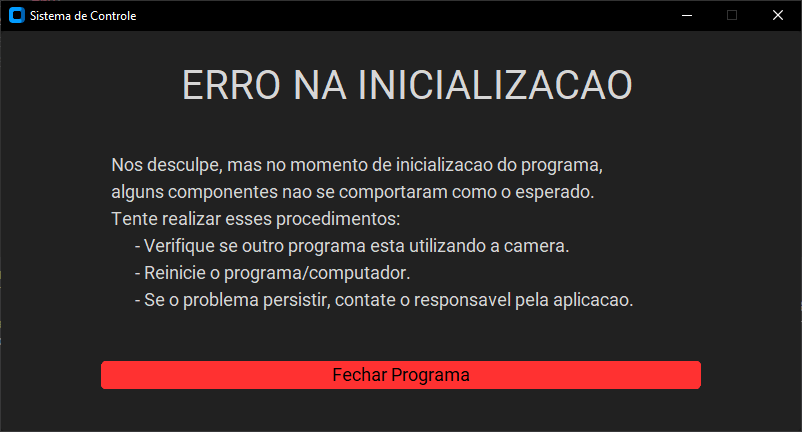 Sistema de Controle
ERRO NA INICIALIZACAO
Nos desculpe, mas no momento de inicializacao do programa,
alguns componentes nao se comportaram como o esperado.
Tente realizar esses procedimentos:
- Verifique se outro programa esta utilizando a camera.
- Reinicie o programa/computador.
- Se o problema persistir, contate o responsavel pela aplicacao.
Fechar Programa